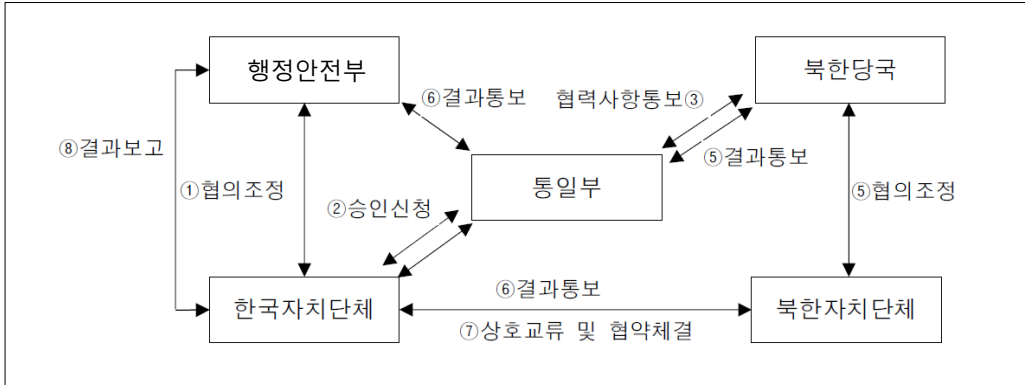 행정안전부
북한당국
⑥결과통보
협력사항통보③
⑧결과보고
⑤결과통보
①협의조정
통일부
⑤협의조정
②승인신청
한국자치단체
⑥결과통보
북한자치단체
⑦상호교류 및 협약체결